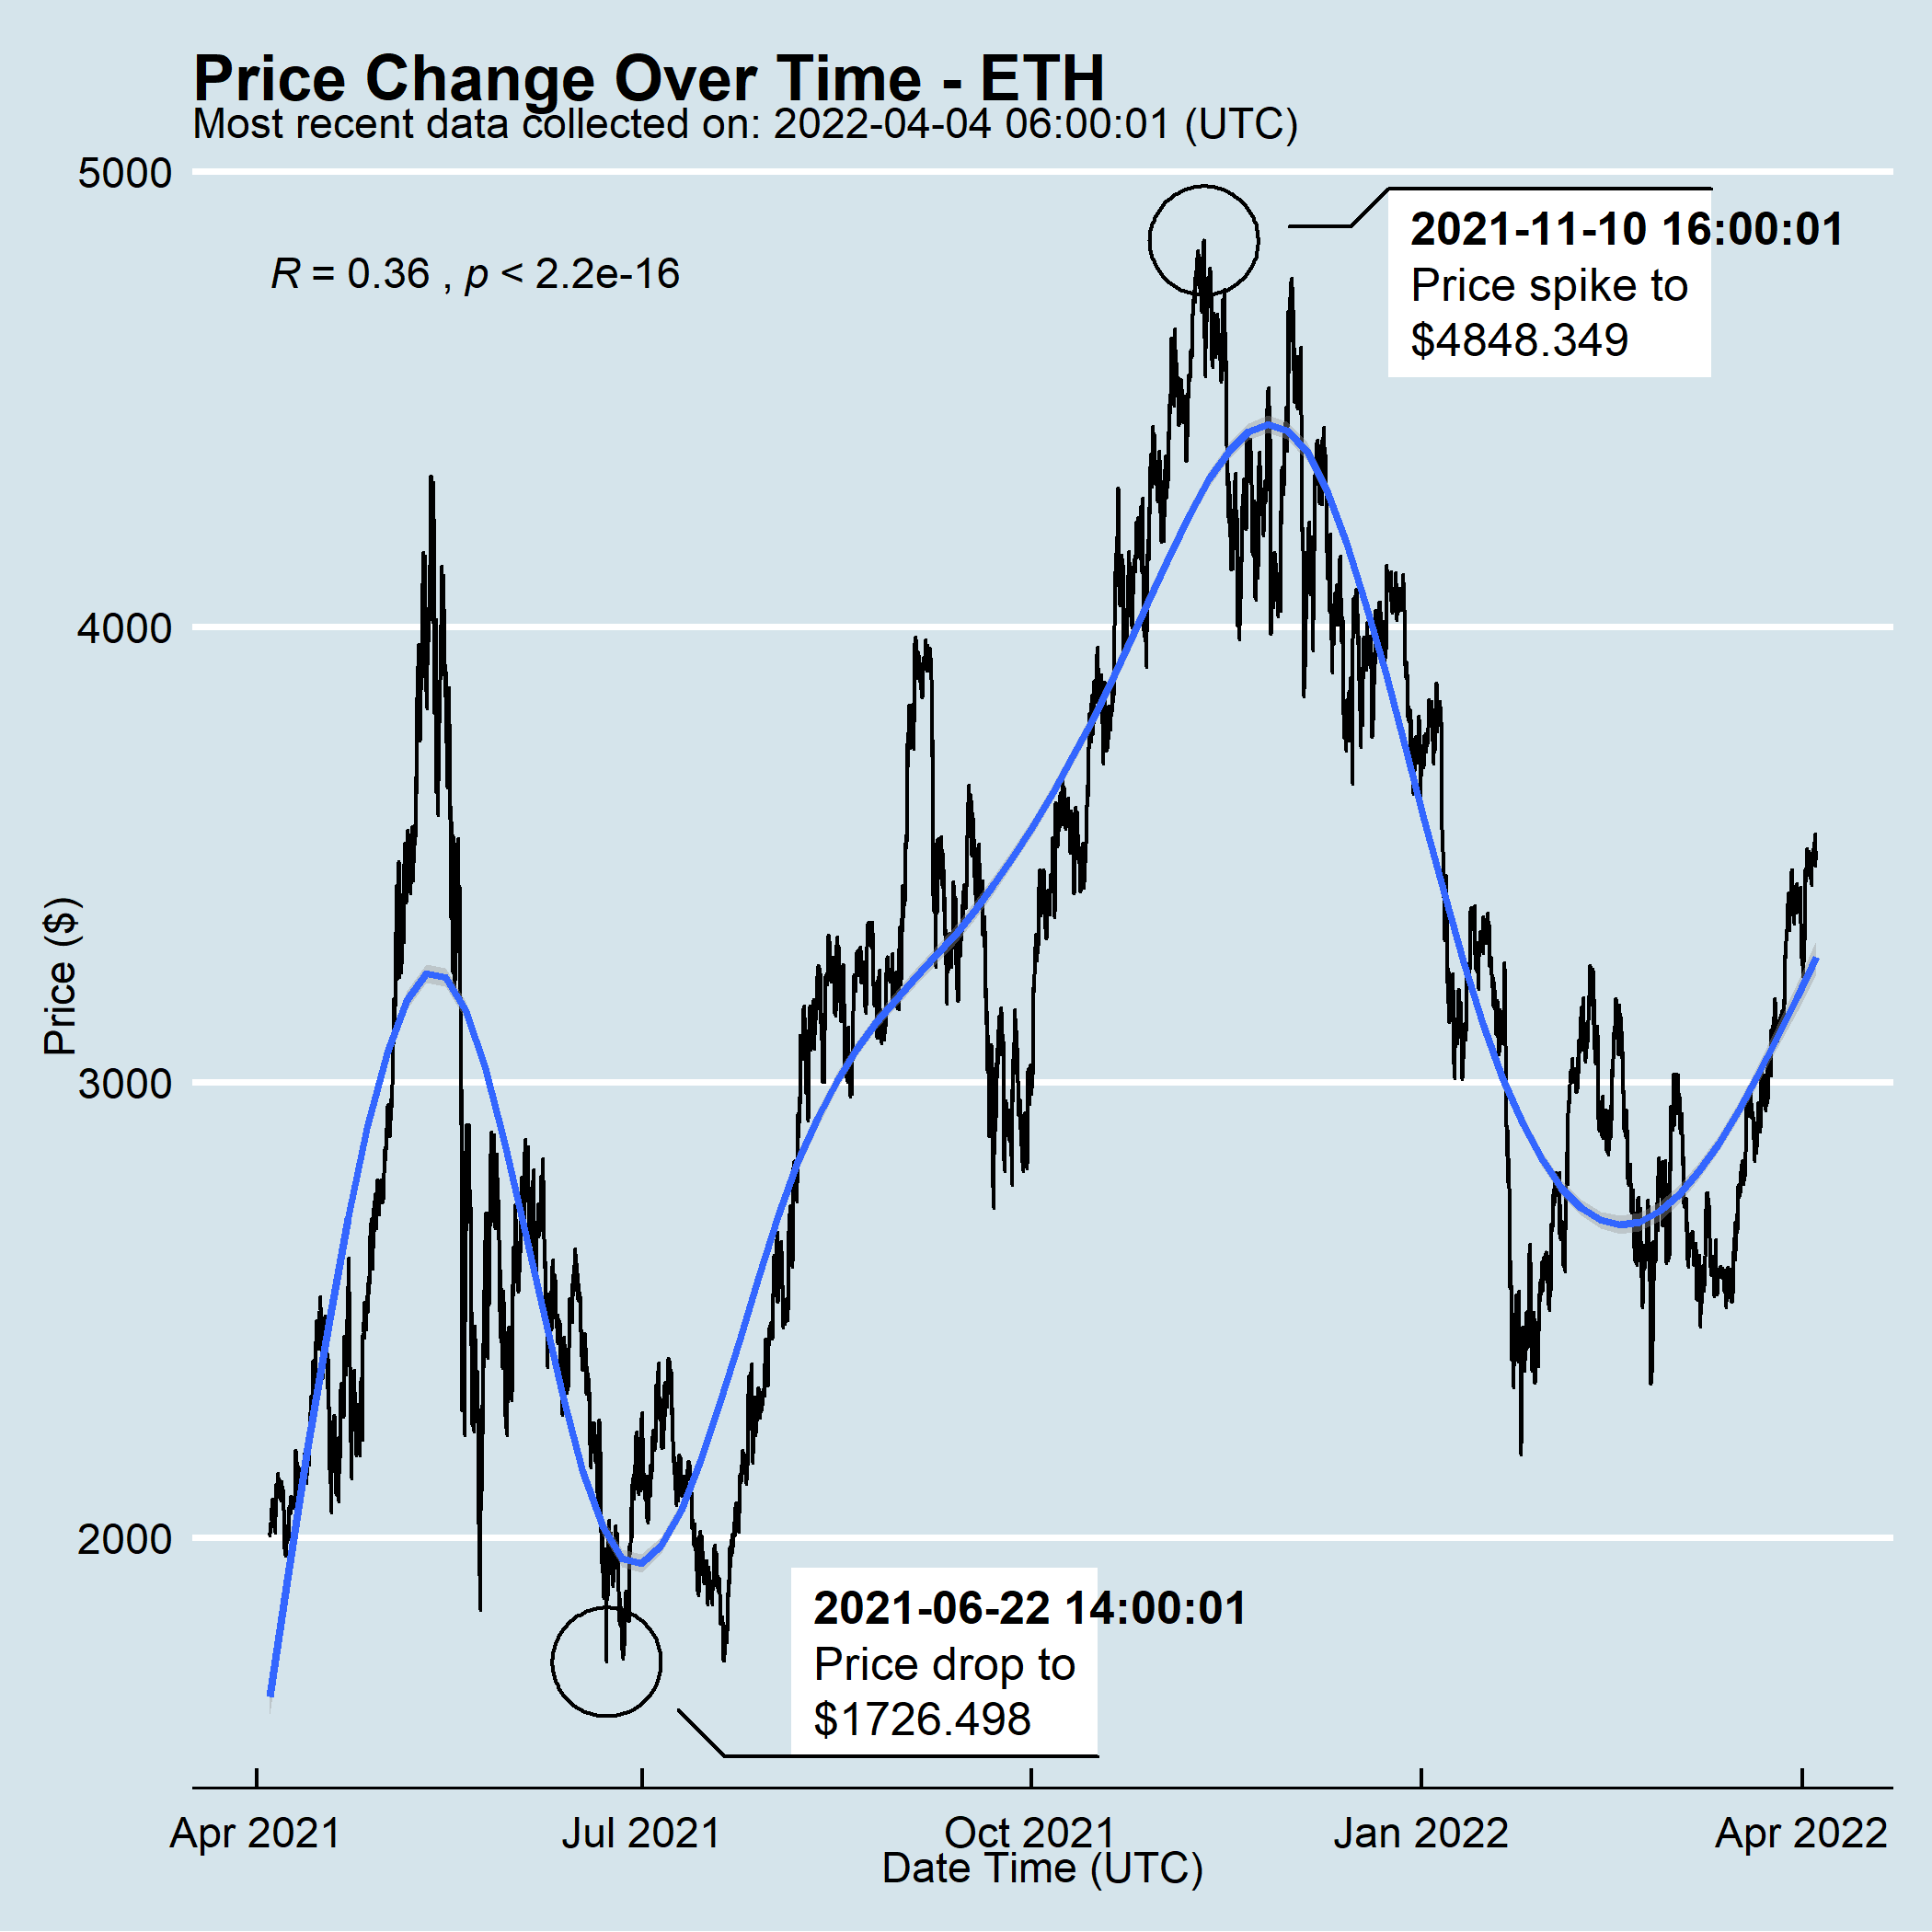 Price Change Over Time - ETH
Most recent data collected on: 2022-04-04 06:00:01 (UTC)
5000
2021-11-10 16:00:01
Price spike to
$4848.349
R = 0.36 , p < 2.2e-16
4000
Price ($)
3000
2000
2021-06-22 14:00:01
Price drop to
$1726.498
Apr 2021 Jul 2021 Oct 2021 Jan 2022 Apr 2022
Date Time (UTC)